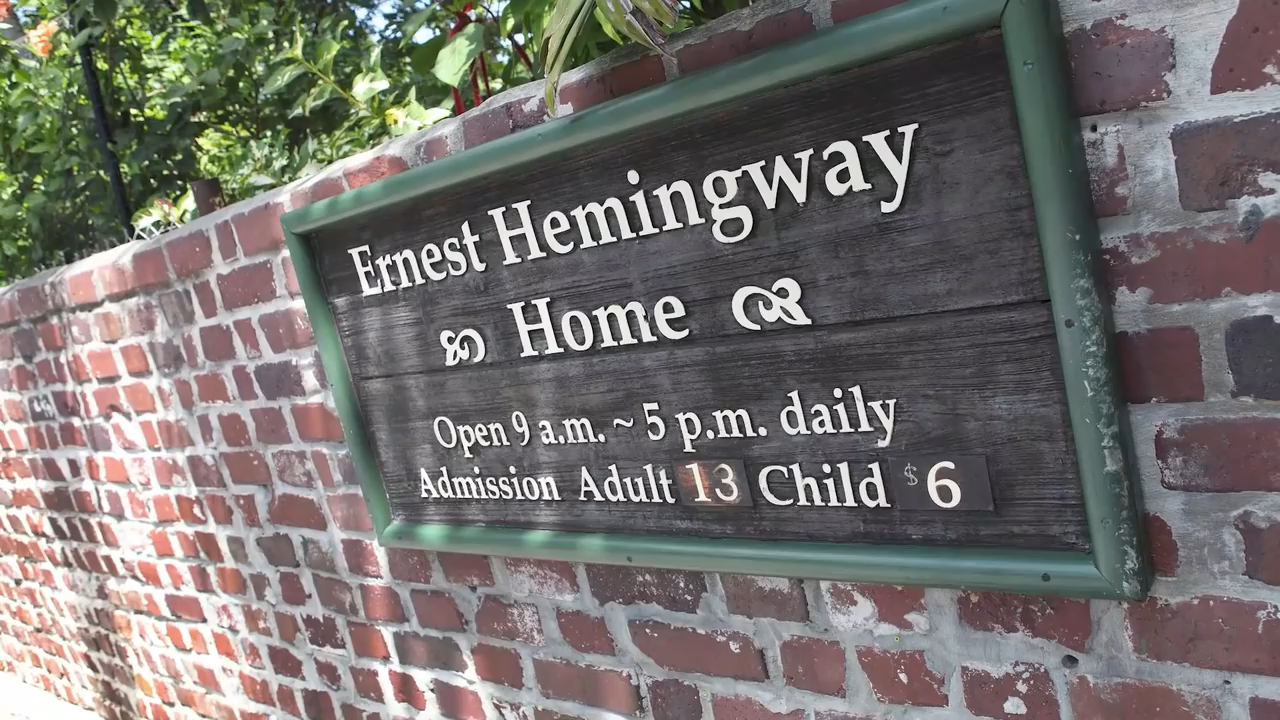 Ernest Hemingway
Home
Open 9 a.m. ~ 5 p.m. daily
Admission Adult 13 Child $6